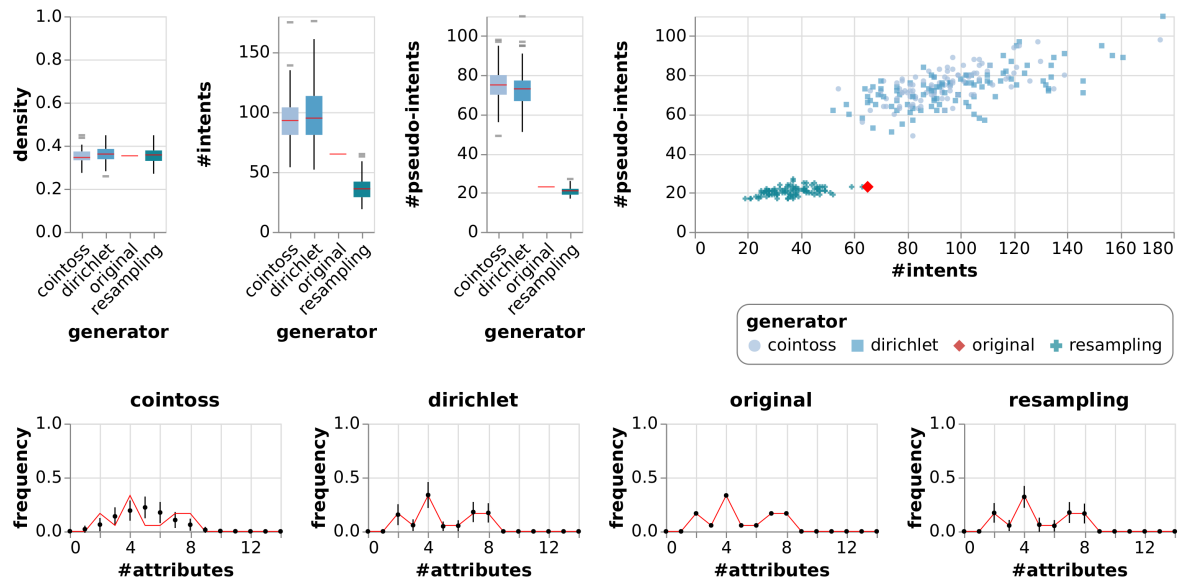 density
1.0
0.8
0.6
0.4
0.2
0.0
cointoss
dirichlet
original
resampling
generator
#intents
150
100
50
0
cointoss
dirichlet
original
resampling
generator
#pseudo-intents
100
80
60
40
20
0
cointoss
dirichlet
original
resampling
generator
#pseudo-intents
100
80
60
40
20
0
0 20 40 60 80 100 120 140 160 180
#intents
generator
cointoss dirichlet original resampling
cointoss
frequency
1.0
0.5
0.0
0 4 8 12
#attributes
dirichlet
frequency
1.0
0.5
0.0
0 4 8 12
#attributes
original
frequency
1.0
0.5
0.0
0 4 8 12
#attributes
resampling
frequency
1.0
0.5
0.0
0 4 8 12
#attributes